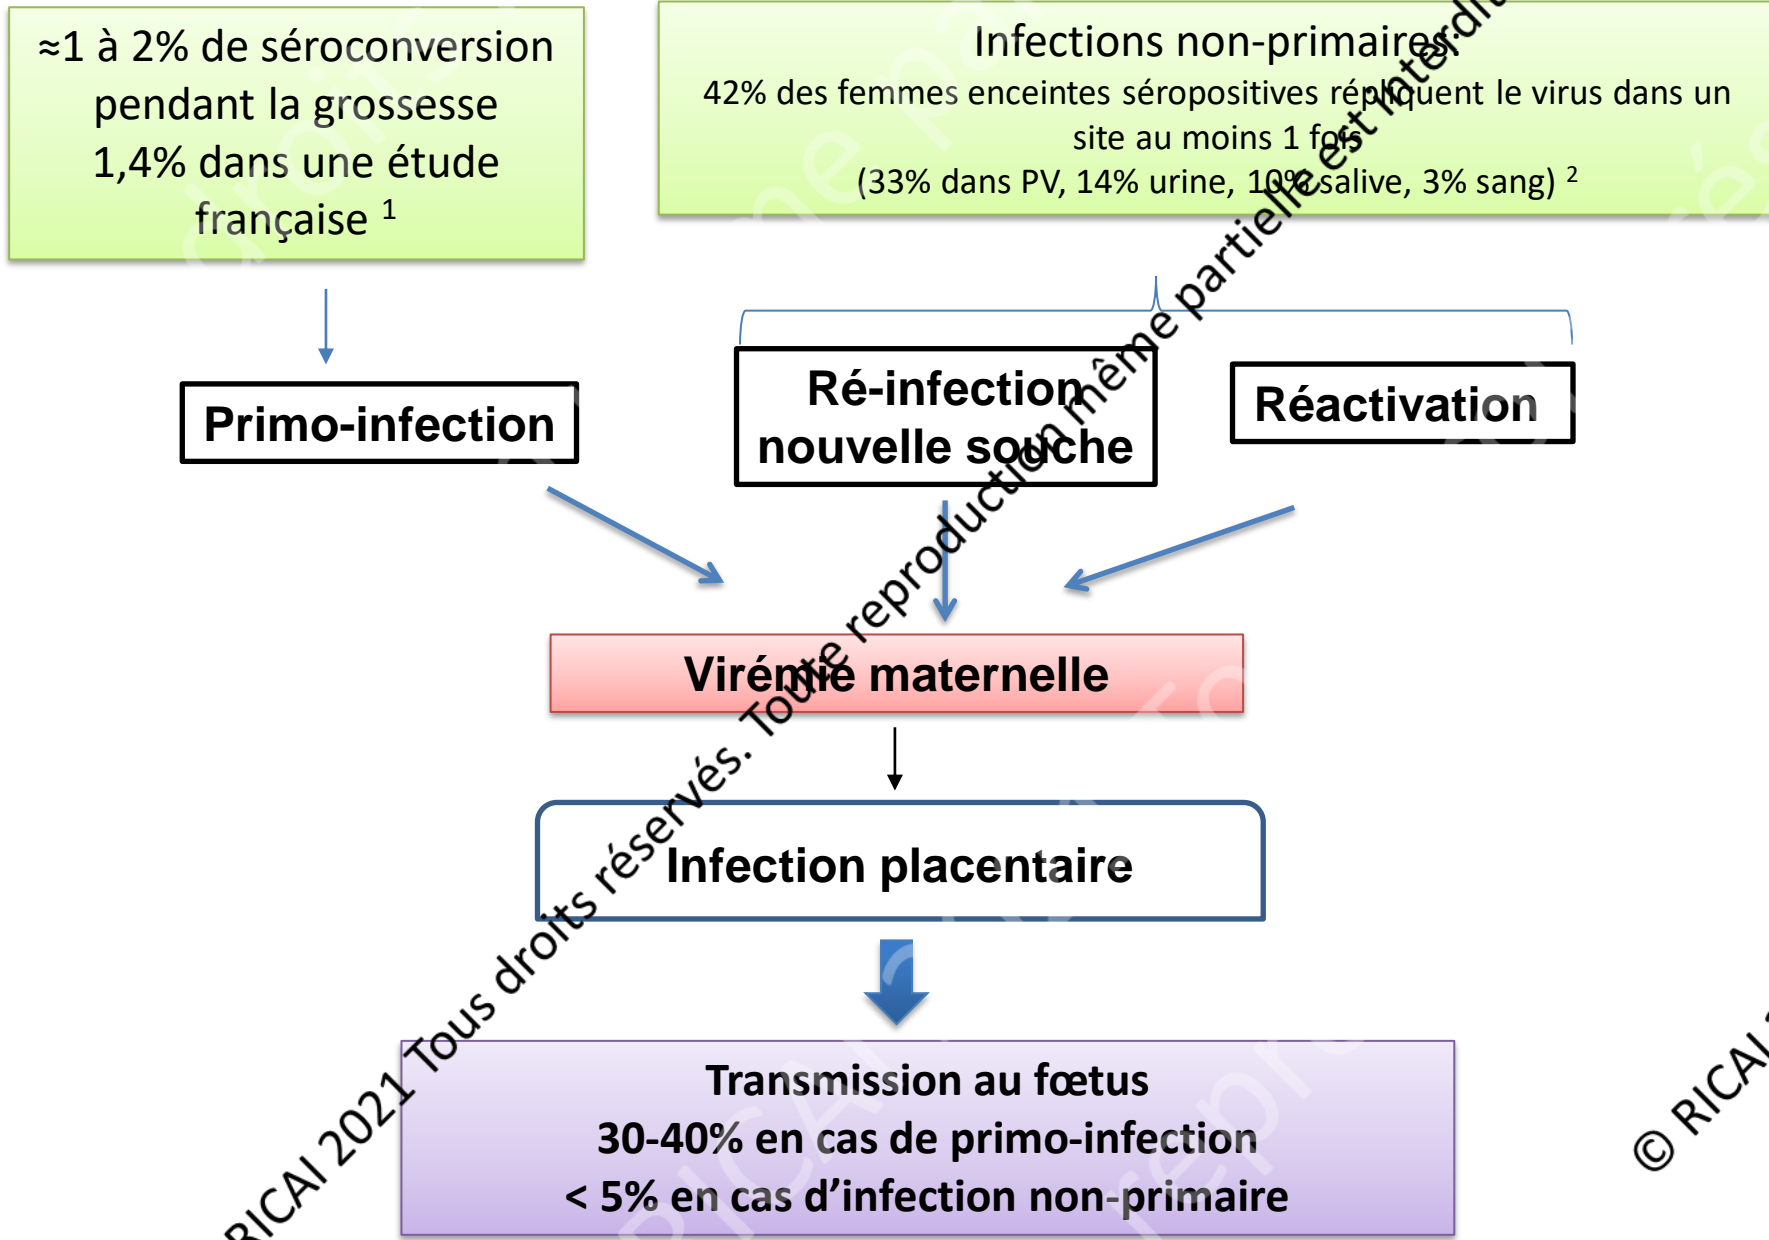 ≈1 à 2% de séroconversion
pendant la grossesse
1,4% dans une étude
française 1
Infections non-primaires:
42% des femmes enceintes séropositives répliquent le virus dans un
site au moins 1 fois
(33% dans PV, 14% urine, 10% salive, 3% sang) 2
Primo-infection
Ré-infection
nouvelle souche
Réactivation
Virémie maternelle
Infection placentaire
Transmission au fœtus
30-40% en cas de primo-infection
< 5% en cas d’infection non-primaire
RICAI 2021 Tous droits réservés. Toute reproduction même partielle est interdit
© RICAI